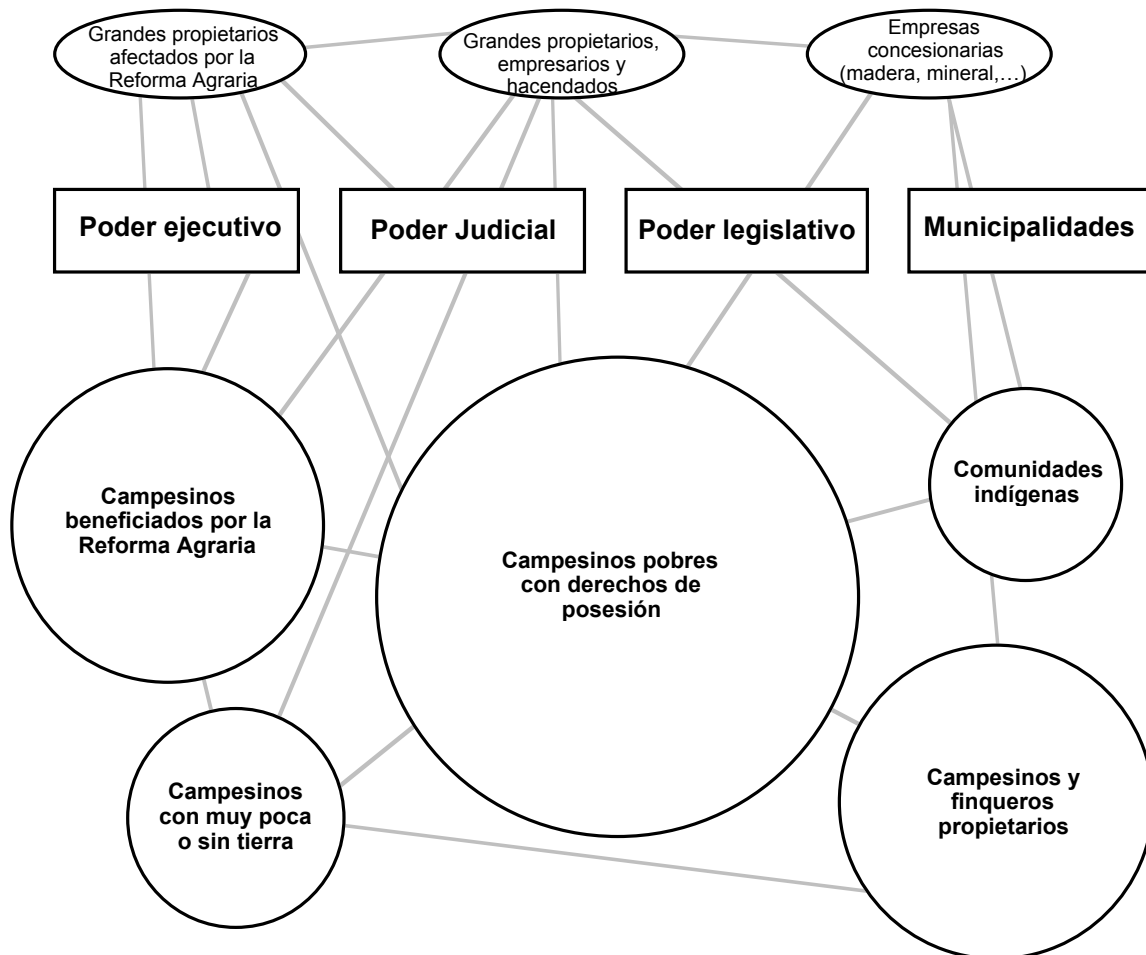 Grandes propietarios
afectados por la
Reforma Agraria
Grandes propietarios,
empresarios y
hacendados
Empresas
concesionarias
(madera, mineral,…)
Poder ejecutivo
Poder Judicial
Poder legislativo
Municipalidades
Campesinos
beneficiados por la
Reforma Agraria
Campesinos pobres
con derechos de
posesión
Comunidades
indígenas
Campesinos
con muy poca
o sin tierra
Campesinos y
finqueros
propietarios